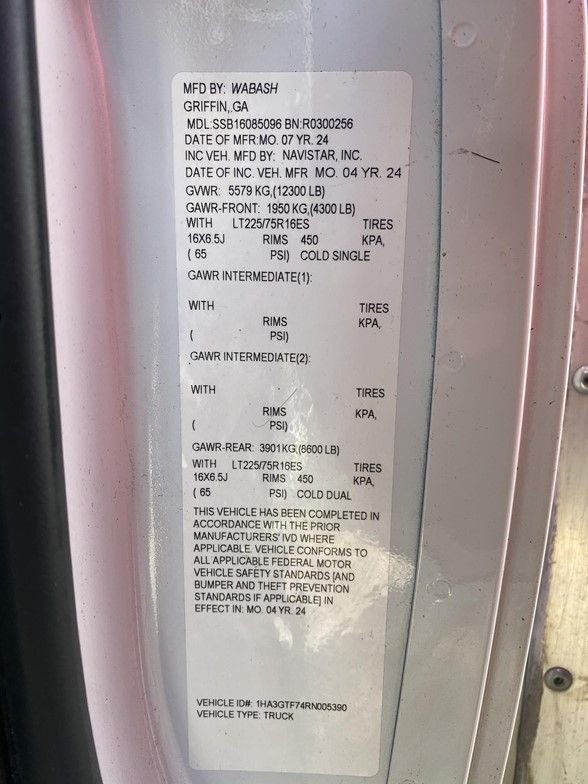 MFD BY: WABASH
GRIFFIN, GA
MDL:SSB16085096 BN:R0300256
DATE OF MFR:MO. 07 YR. 24
INC VEH. MFD BY: NAVISTAR, INC.
DATE OF INC. VEH. MFR MO. 04 YR. 24
GVWR: 5579 KG,(12300 LB)
GAWR-FRONT: 1950 KG,(4300 LB)
WITH LT225/75R16ES TIRES
16X6.5J RIMS 450 KPA,
( 65 PSI) COLD SINGLE
GAWR INTERMEDIATE(1):
WITH TIRES
RIMS KPA,
( PSI)
GAWR INTERMEDIATE(2):
WITH TIRES
RIMS KPA,
( PSI)
GAWR-REAR: 3901KG,(8600 LB)
WITH LT225/75R16ES TIRES
16X6.5J RIMS 450 KPA,
( 65 PSI) COLD DUAL
THIS VEHICLE HAS BEEN COMPLETED IN
ACCORDANCE WITH THE PRIOR
MANUFACTURERS' IVD WHERE
APPLICABLE. VEHICLE CONFORMS TO
ALL APPLICABLE FEDERAL MOTOR
VEHICLE SAFETY STANDARDS [AND
BUMPER AND THEFT PREVENTION
STANDARDS IF APPLICABLE] IN
EFFECT IN: MO. 04 YR. 24
VEHICLE ID#: 1HA3GTF74RN005390
VEHICLE TYPE: TRUCK